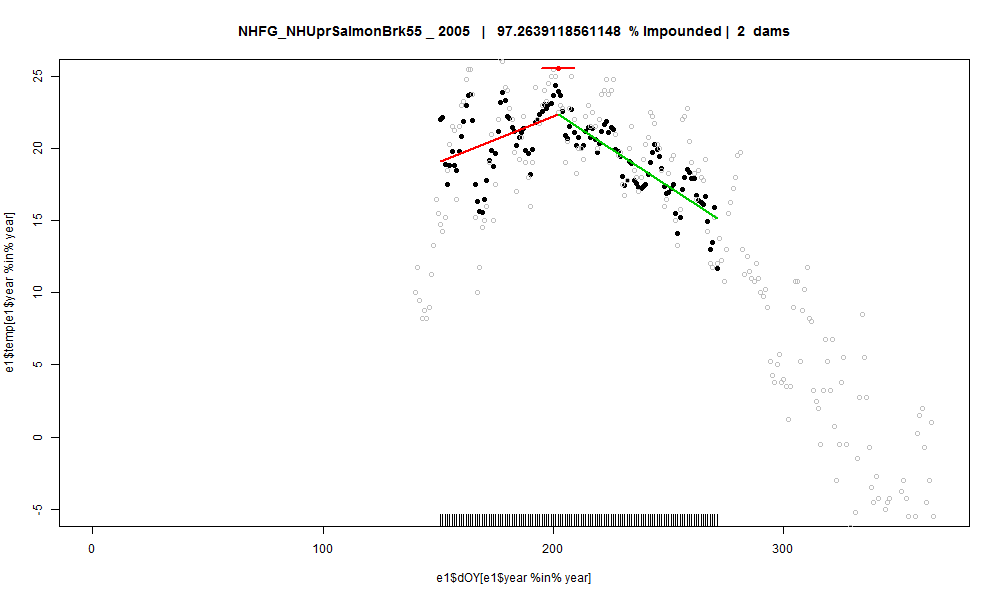 NHFG_NHUprSalmonBrk55 _ 2005 | 97.2639118561148 % Impounded | 2 dams
e1$temp[e1$year %in% year]
25
20
15
10
5
0
-5
0 100 200 300
e1$dOY[e1$year %in% year]